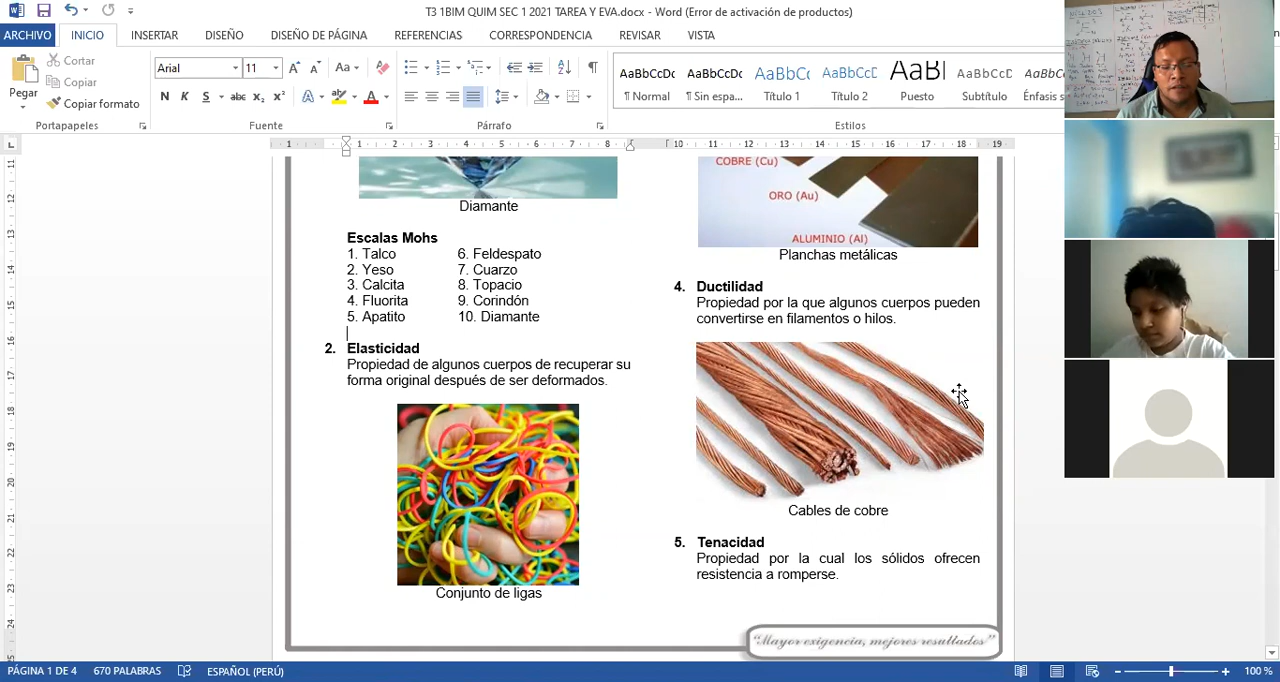 T3 1BIM QUIM SEC 1 2021 TAREA Y EVA.docx - Word (Error de activación de productos)
ARCHIVO INICIO INSERTAR DISEÑO DISEÑO DE PÁGINA REFERENCIAS CORRESPONDENCIA REVISAR VISTA
Pegar
Cortar
Copiar
Copiar formato
Portapapeles
Arial 11
Fuente
Párrafo
AaBbCcDc AaBbCcDc AaBbCc AaBbCcD AaBl AaBbCcD AaBbCcDc
¶ Normal ¶ Sin espa... Título 1 Título 2 Puesto Subtítulo Énfasis s
Estilos
Diamante
Escalas Mohs
1. Talco 6. Feldespato
2. Yeso 7. Cuarzo
3. Calcita 8. Topacio
4. Fluorita 9. Corindón
5. Apatito 10. Diamante
2. Elasticidad
Propiedad de algunos cuerpos de recuperar su
forma original después de ser deformados.
Conjunto de ligas
COBRE (Cu)
ORO (Au)
ALUMINIO (Al)
Planchas metálicas
4. Ductilidad
Propiedad por la que algunos cuerpos pueden
convertirse en filamentos o hilos.
Cables de cobre
5. Tenacidad
Propiedad por la cual los sólidos ofrecen
resistencia a romperse.
“Mayor exigencia, mejores resultados”
PÁGINA 1 DE 4 670 PALABRAS ESPAÑOL (PERÚ) 100 %